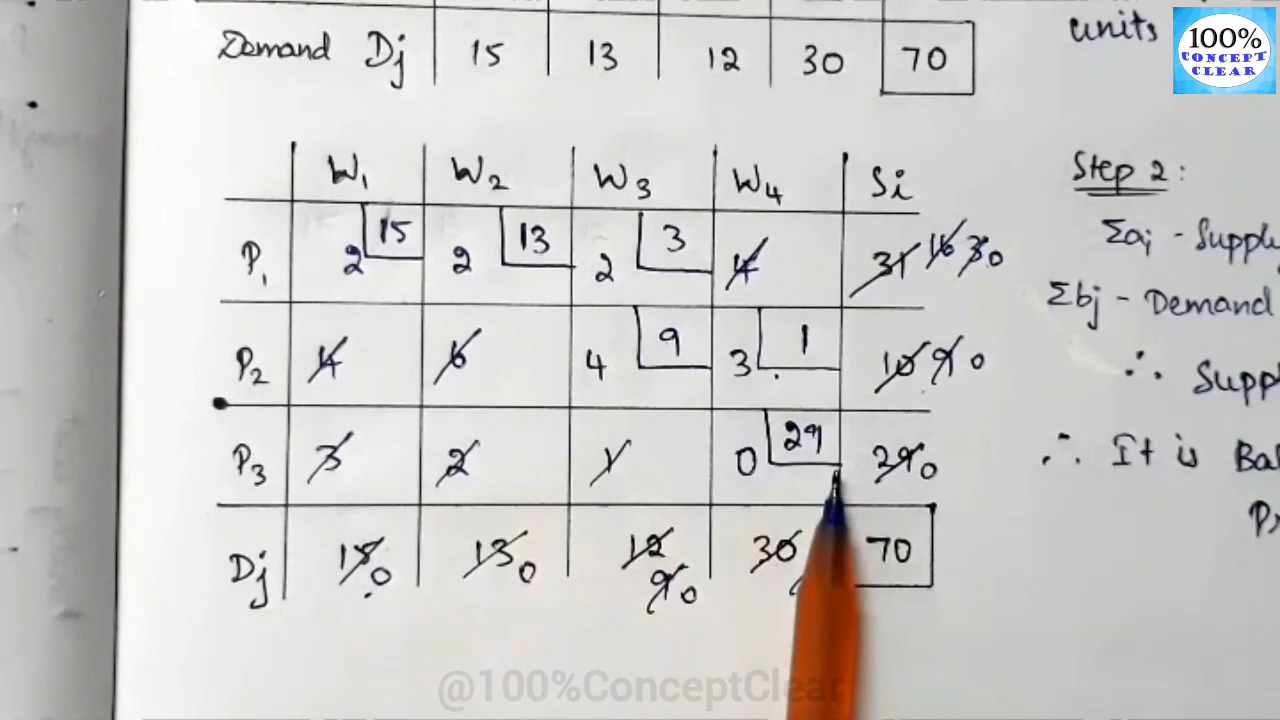 units
100%
CONCEPT
CLEAR
Demand Dj 15 13 12 30 70
W1 W2 W3 W4 Si
Step 2:
P1 2 15 2 13 2 3 4 31 16 3 0
Σai - Supply
Σbj - Demand
P2 4 6 4 9 3 1 10 9 0
∴ Suppl
P3 3 2 1 0 29 29 0
∴ It is Bal
Dj 15 0 13 0 12 9 0 30 70
@100%ConceptClear